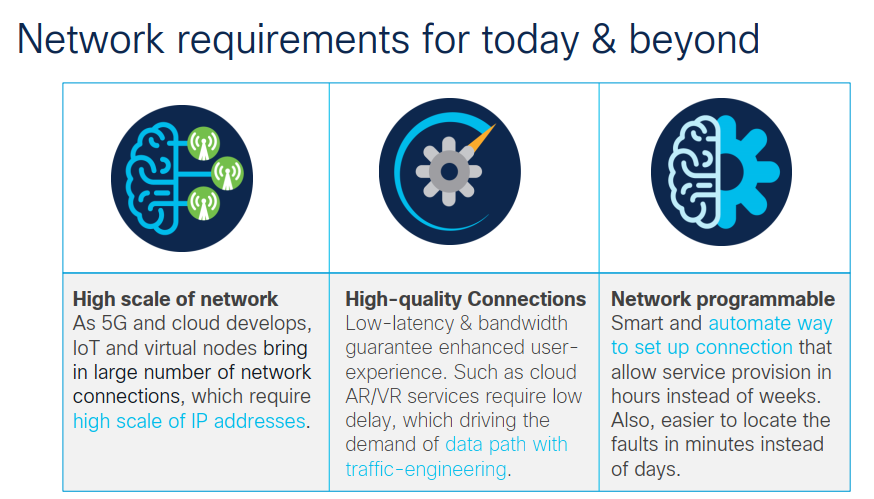 Network requirements for today & beyond
High scale of network
As 5G and cloud develops,
IoT and virtual nodes bring
in large number of network
connections, which require
high scale of IP addresses.
High-quality Connections
Low-latency & bandwidth
guarantee enhanced user-
experience. Such as cloud
AR/VR services require low
delay, which driving the
demand of data path with
traffic-engineering.
Network programmable
Smart and automate way
to set up connection that
allow service provision in
hours instead of weeks.
Also, easier to locate the
faults in minutes instead
of days.